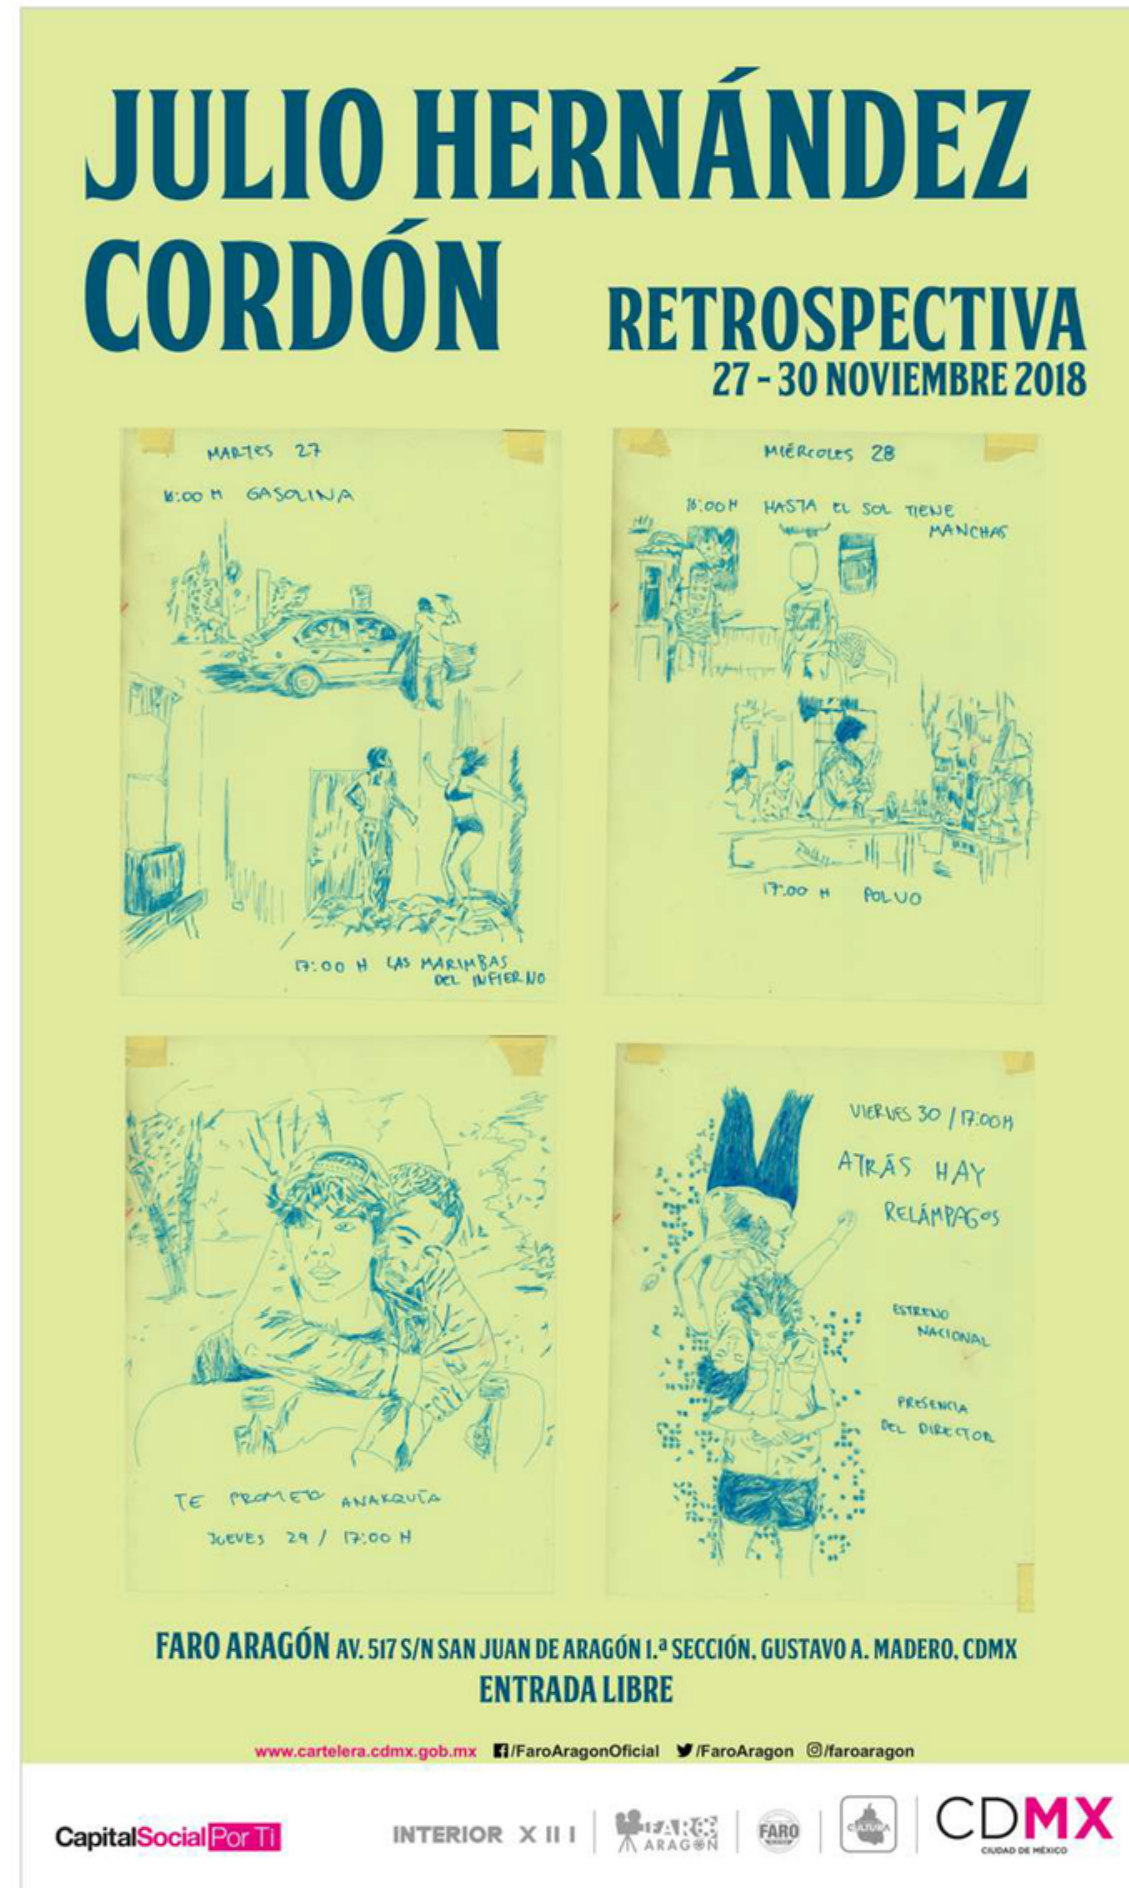 JULIO HERNÁNDEZ
CORDÓN
RETROSPECTIVA
27 - 30 NOVIEMBRE 2018
MARTES 27
16:00 H GASOLINA
17:00 H LAS MARIMBAS
DEL INFIERNO
MIÉRCOLES 28
16:00 H HASTA EL SOL TIENE
MANCHAS
17:00 H POLVO
TE PROMETO ANARQUÍA
JUEVES 29 / 17:00 H
VIERNES 30 / 17:00 H
ATRÁS HAY
RELÁMPAGOS
ESTRENO
NACIONAL
PRESENCIA
DEL DIRECTOR
FARO ARAGÓN AV. 517 S/N SAN JUAN DE ARAGÓN 1.ª SECCIÓN, GUSTAVO A. MADERO, CDMX
ENTRADA LIBRE
www.cartelera.cdmx.gob.mx /FaroAragonOficial /FaroAragon /faroaragon
CapitalSocial Por Ti
INTERIOR XIII
FARO
ARAGÓN
FARO
CULTURA
CDMX
CIUDAD DE MÉXICO